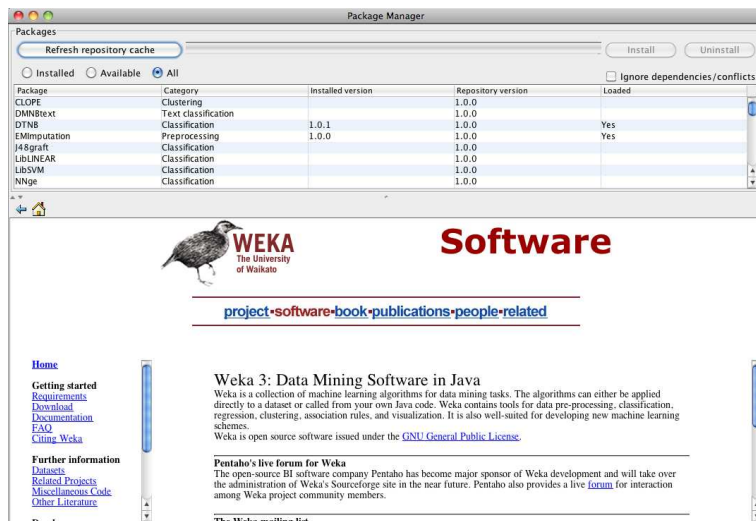 Package Manager
Packages
Refresh repository cache
Install
Uninstall
Installed
Available
All
Ignore dependencies/conflicts
Package Category Installed version Repository version Loaded
CLOPE Clustering 1.0.0
DMNBtext Text classification 1.0.0
DTNB Classification 1.0.1 1.0.0 Yes
EMImputation Preprocessing 1.0.0 1.0.0 Yes
J48graft Classification 1.0.0
LibLINEAR Classification 1.0.0
LibSVM Classification 1.0.0
NNge Classification 1.0.0
WEKA
The University
of Waikato
Software
project▪software▪book▪publications▪people▪related
Home
Getting started
Requirements
Download
Documentation
FAQ
Citing Weka
Further information
Datasets
Related Projects
Miscellaneous Code
Other Literature
Weka 3: Data Mining Software in Java
Weka is a collection of machine learning algorithms for data mining tasks. The algorithms can either be applied
directly to a dataset or called from your own Java code. Weka contains tools for data pre-processing, classification,
regression, clustering, association rules, and visualization. It is also well-suited for developing new machine learning
schemes.
Weka is open source software issued under the GNU General Public License.
Pentaho's live forum for Weka
The open-source BI software company Pentaho has become major sponsor of Weka development and will take over
the administration of Weka's Sourceforge site in the near future. Pentaho also provides a live forum for interaction
among Weka project community members.
The Weka mailing list